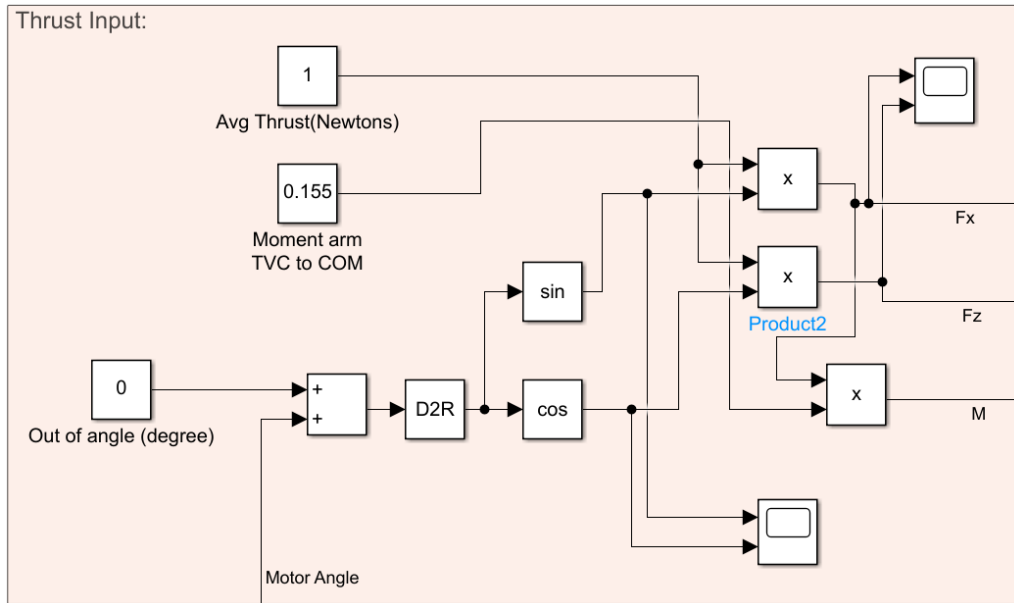 Thrust Input:
1
Avg Thrust(Newtons)
0.155
Moment arm
TVC to COM
x
Fx
sin
x
Product2
Fz
0
Out of angle (degree)
+
+
D2R
cos
x
M
Motor Angle